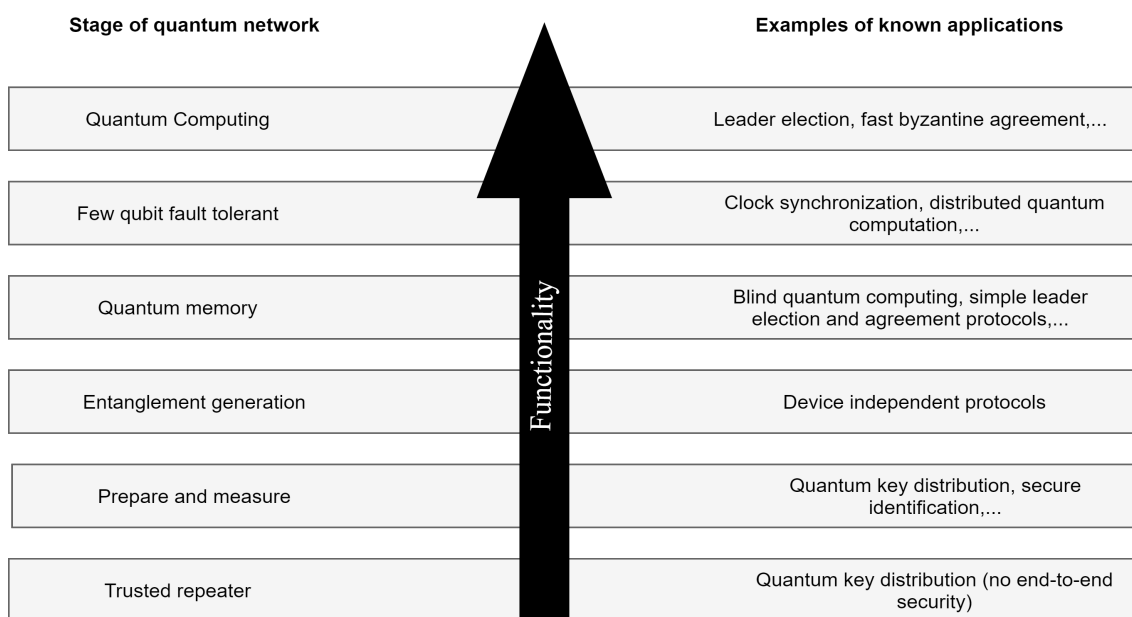 Stage of quantum network
Examples of known applications
Quantum Computing
Leader election, fast byzantine agreement,...
Few qubit fault tolerant
Clock synchronization, distributed quantum
computation,...
Quantum memory
Blind quantum computing, simple leader
election and agreement protocols,...
Functionality
Entanglement generation
Device independent protocols
Prepare and measure
Quantum key distribution, secure
identification,...
Trusted repeater
Quantum key distribution (no end-to-end
security)